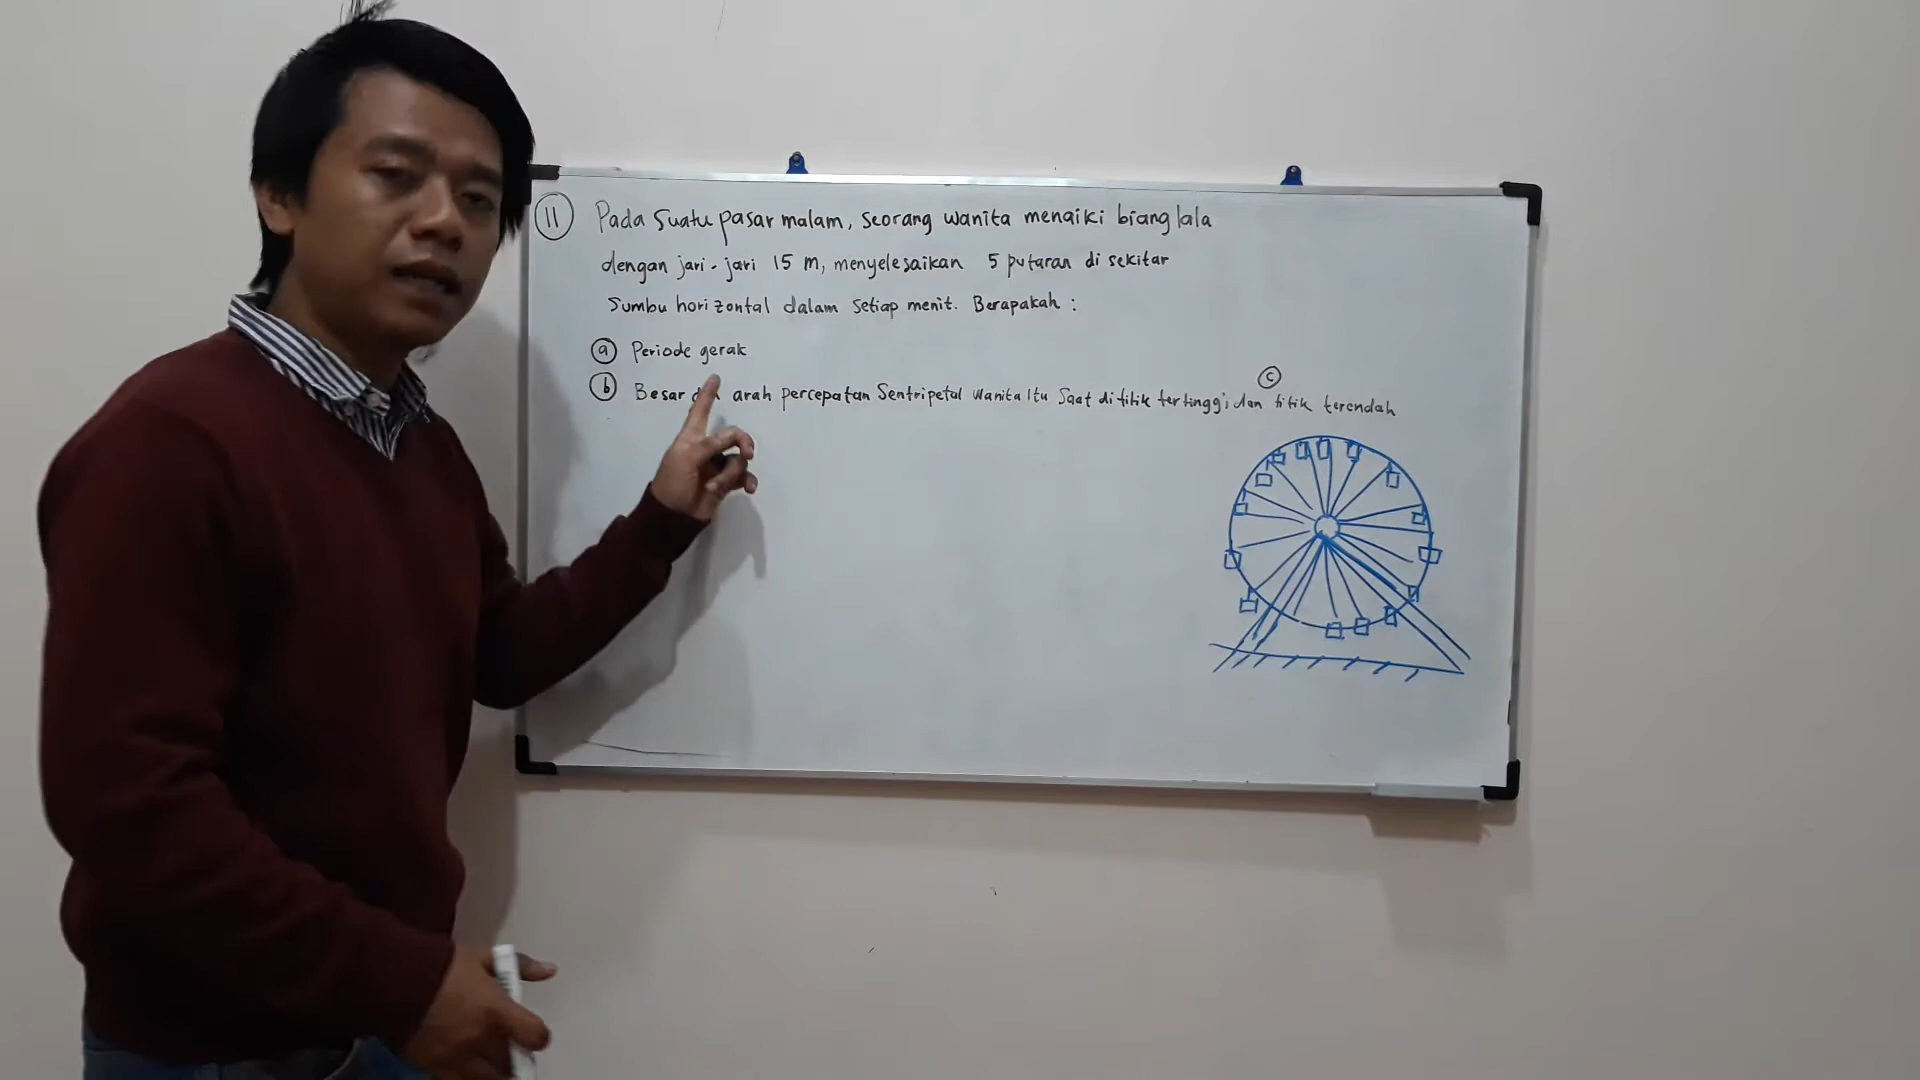 11 Pada suatu pasar malam, seorang wanita menaiki bianglala
dengan jari-jari 15 m, menyelesaikan 5 putaran di sekitar
Sumbu horizontal dalam setiap menit. Berapakah :
a Periode gerak
c
b Besar arah percepatan Sentripetal wanita Itu Saat di titik tertinggi dan titik terendah